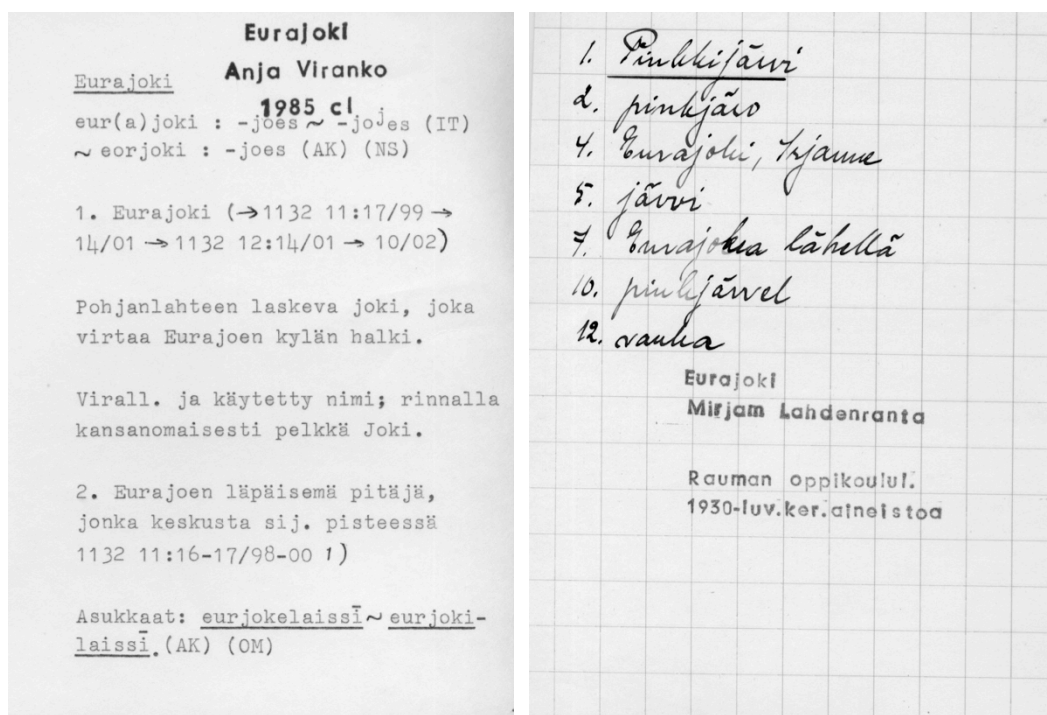 Eurajoki
Anja Viranko
Eurajoki
1985 cl
eur(a)joki : -joes ~ -joʲes (IT)
~ eorjoki : -joes (AK) (NS)
1. Eurajoki (→1132 11:17/99 →
14/01 → 1132 12:14/01 → 10/02)
Pohjanlahteen laskeva joki, joka
virtaa Eurajoen kylän halki.
Virall. ja käytetty nimi; rinnalla
kansanomaisesti pelkkä Joki.
2. Eurajoen läpäisemä pitäjä,
jonka keskusta sij. pisteessä
1132 11:16-17/98-00 1)
Asukkaat: eurjokelaissī ~ eurjoki-
laissī. (AK) (OM)
1. Pinkkijärvi
2. pinkjärv
4. Eurajoki, Irjanne
5. järvi
7. Eurajokea lähellä
10. pinkjärvel
12. vanha
Eurajoki
Mirjam Lahdenranta
Rauman oppikoulul.
1930-luv.ker.aineistoa